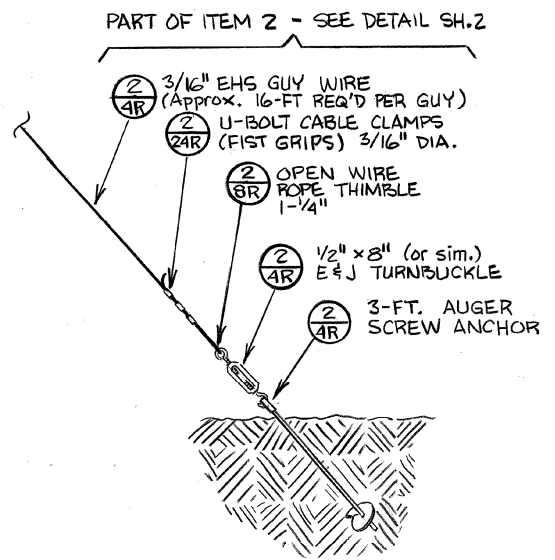 PART OF ITEM 2 - SEE DETAIL SH.2
2
4R
3/16" EHS GUY WIRE
(Approx. 16-FT REQ'D PER GUY)
2
24R
U-BOLT CABLE CLAMPS
(FIST GRIPS) 3/16" DIA.
2
8R
OPEN WIRE
ROPE THIMBLE
1-1/4"
2
4R
1/2" x 8" (or sim.)
E&J TURNBUCKLE
2
4R
3-FT. AUGER
SCREW ANCHOR